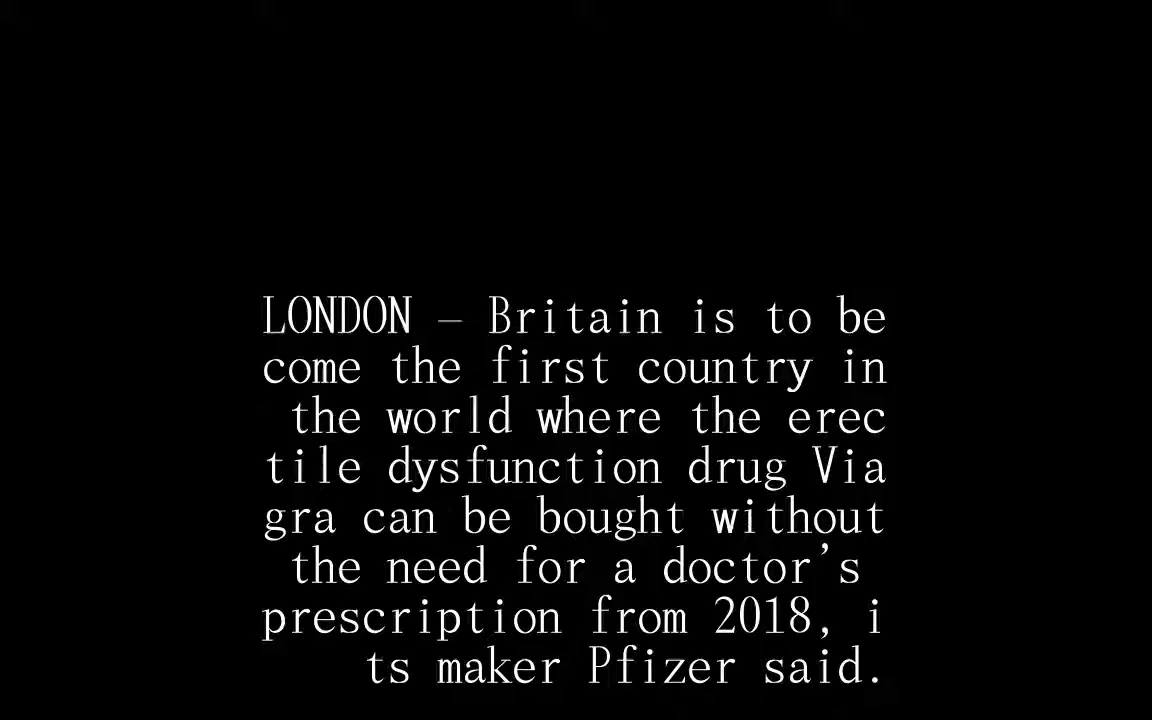 LONDON – Britain is to be
come the first country in
the world where the erec
tile dysfunction drug Via
gra can be bought without
the need for a doctor’s
prescription from 2018, i
ts maker Pfizer said.